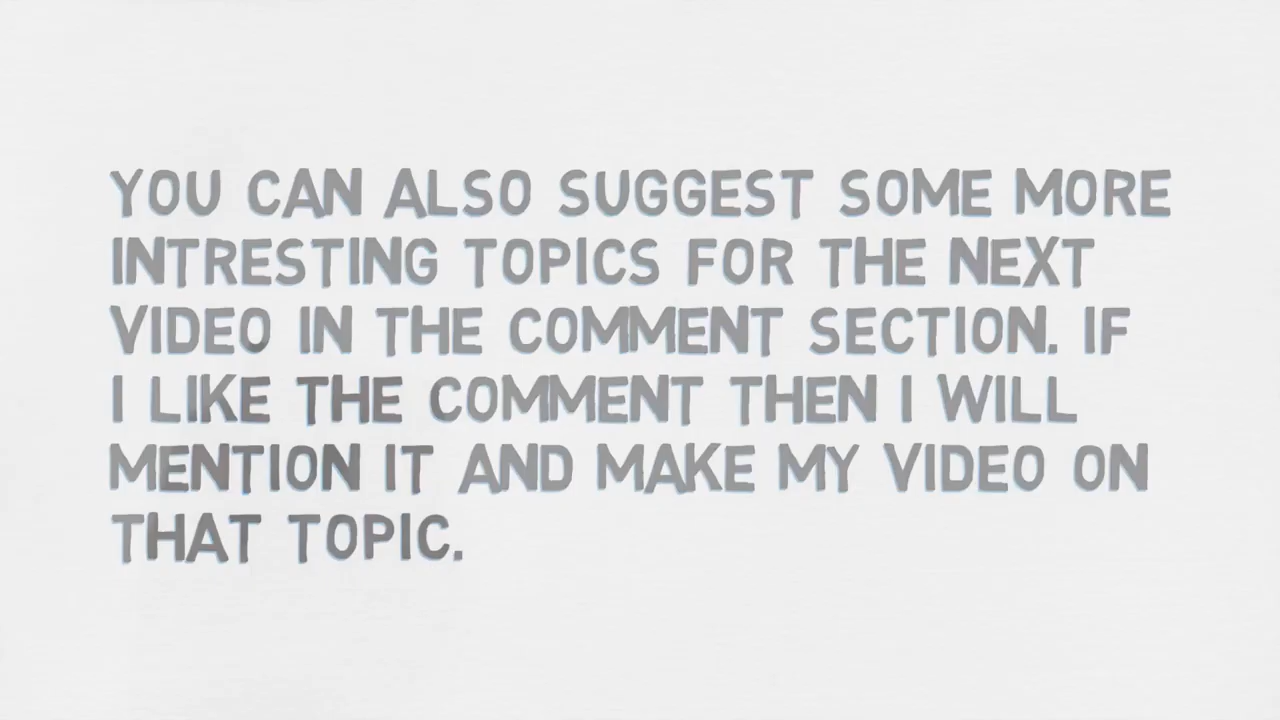 YOU CAN ALSO SUGGEST SOME MORE
INTRESTING TOPICS FOR THE NEXT
VIDEO IN THE COMMENT SECTION. IF
I LIKE THE COMMENT THEN I WILL
MENTION IT AND MAKE MY VIDEO ON
THAT TOPIC.